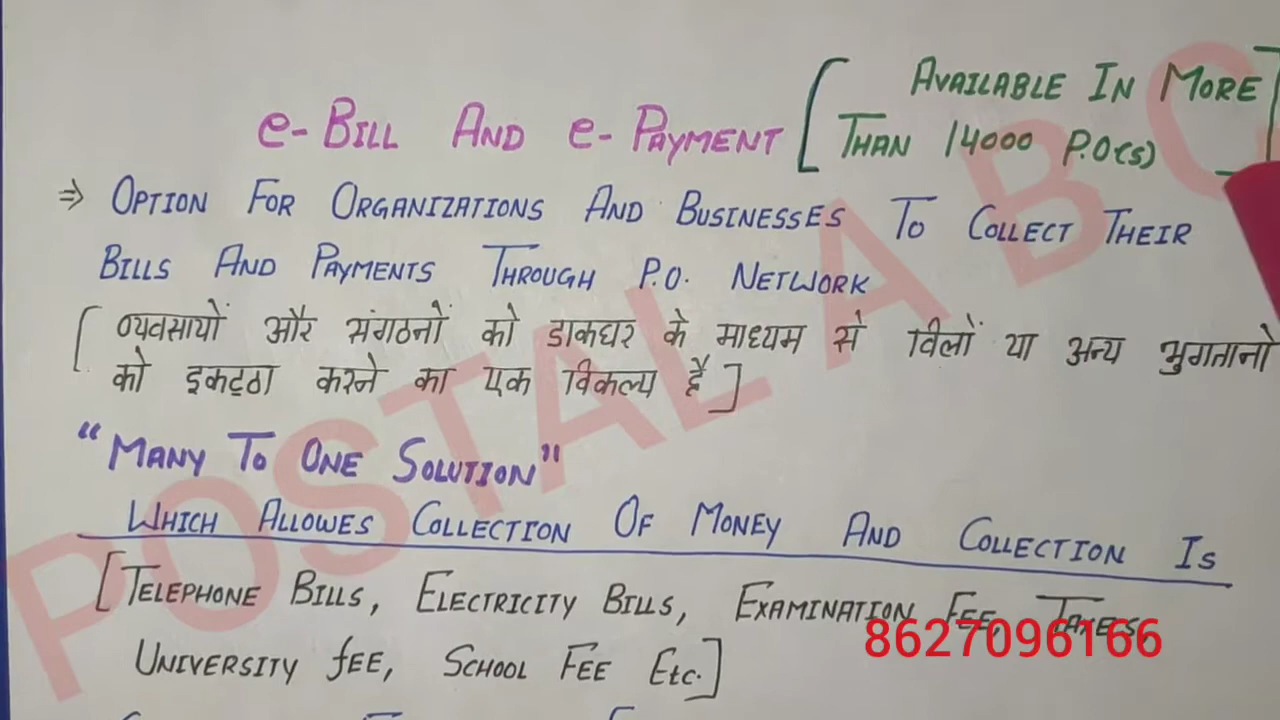 e-BILL AND e-PAYMENT [AVAILABLE IN MORE
THAN 14000 P.O(s)]
⇒ OPTION FOR ORGANIZATIONS AND BUSINESSES TO COLLECT THEIR
BILLS AND PAYMENTS THROUGH P.O. NETWORK
[व्यवसायों और संगठनों को डाकघर के माध्यम से विलों या अन्य भुगतानो
को इकट्ठा करने का एक विकल्प है]
"MANY TO ONE SOLUTION"
WHICH ALLOWES COLLECTION OF MONEY AND COLLECTION IS
[TELEPHONE BILLS, ELECTRICITY BILLS, EXAMINATION FEE, TAXES
8627096166
UNIVERSITY fEE, SCHOOL FEE Etc.]
POSTAL ABC